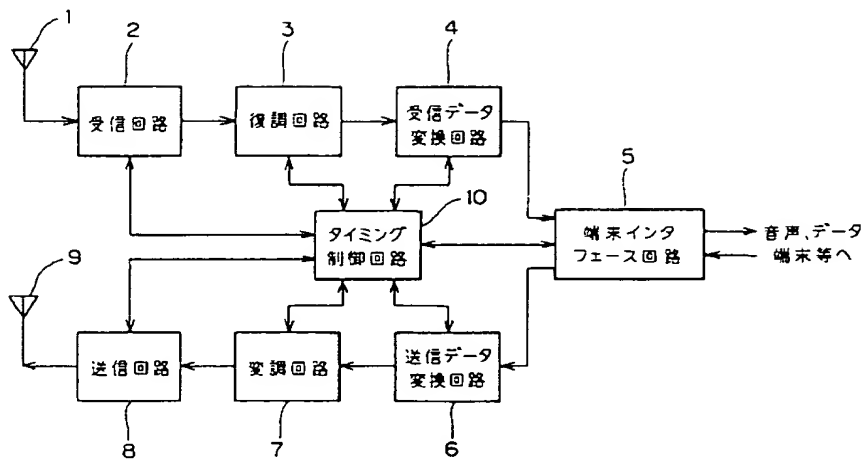 1
2
3
4
受信回路
復調回路
受信データ
変換回路
5
10
タイミング
制御回路
端末インタ
フェース回路
音声、データ
端末等へ
9
送信回路
変調回路
送信データ
変換回路
8
7
6